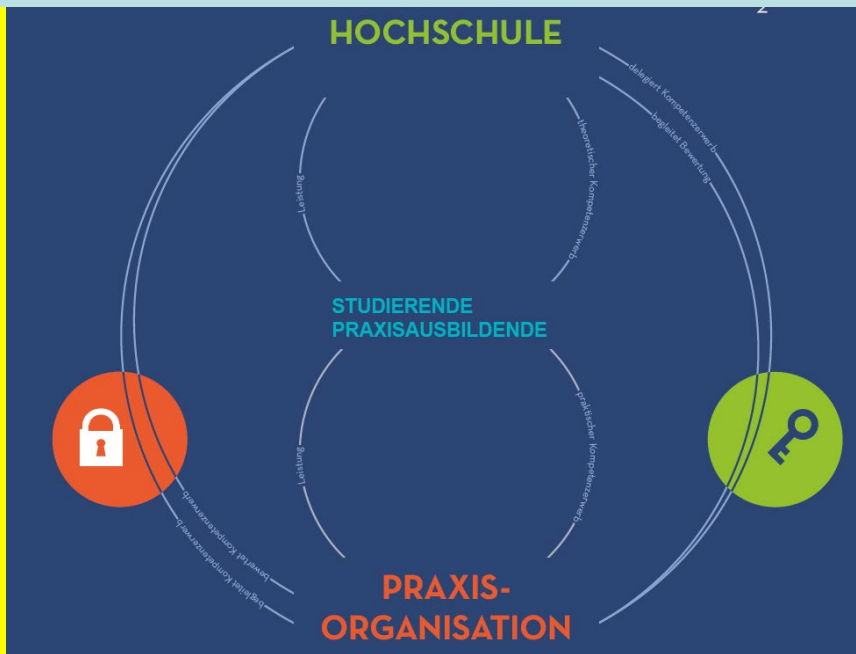 2
HOCHSCHULE
delegiert Kompetenzerwerb
begleitet Bewertung
theoretischer Kompetenzerwerb
Leistung
STUDIERENDE
PRAXISAUSBILDENDE
praktischer Kompetenzerwerb
Leistung
bewertet Kompetenzerwerb
begleitet Kompetenzerwerb
PRAXIS-
ORGANISATION